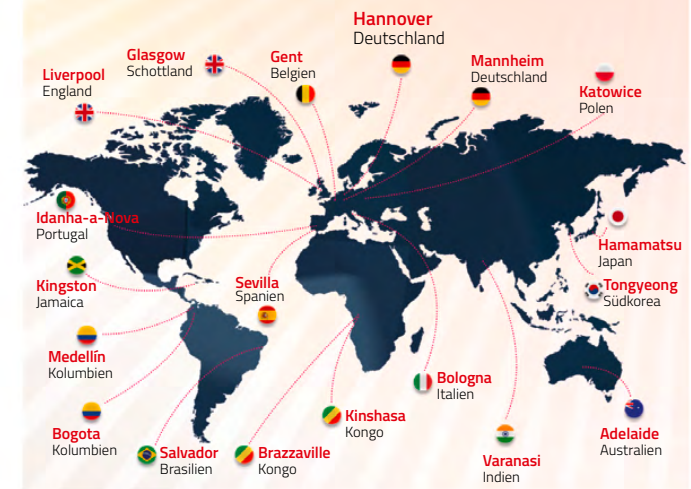 Hannover
Deutschland
Glasgow
Schottland
Gent
Belgien
Mannheim
Deutschland
Liverpool
England
Katowice
Polen
Idanha-a-Nova
Portugal
Hamamatsu
Japan
Kingston
Jamaica
Sevilla
Spanien
Tongyeong
Südkorea
Medellín
Kolumbien
Bologna
Italien
Kinshasa
Kongo
Bogota
Kolumbien
Adelaide
Australien
Salvador
Brasilien
Brazzaville
Kongo
Varanasi
Indien